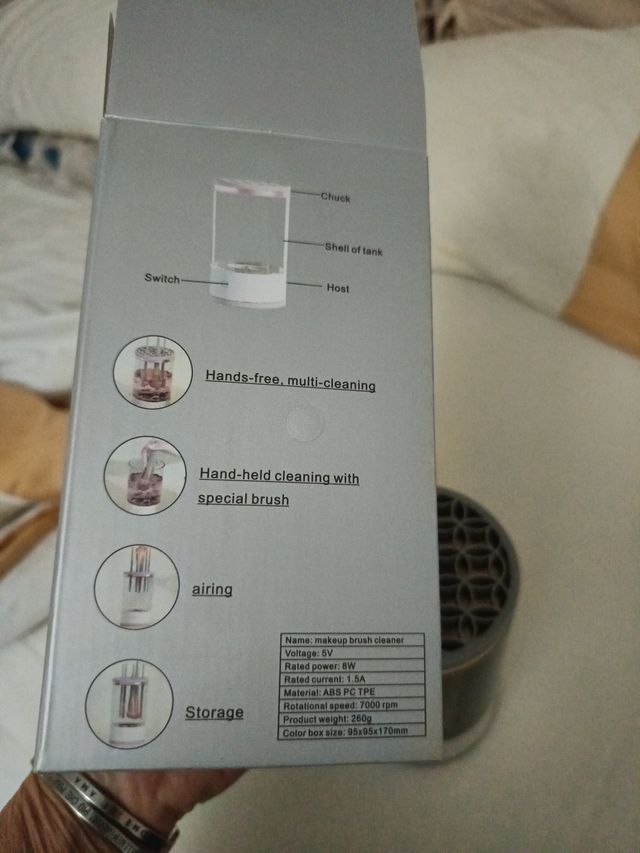 Chuck
Shell of tank
Switch
Host
Hands-free, multi-cleaning
Hand-held cleaning with
special brush
airing
Storage
Name: makeup brush cleaner
Voltage: 5V
Rated power: 8W
Rated current: 1.5A
Material: ABS PC TPE
Rotational speed: 7000 rpm
Product weight: 260g
Color box size: 95x95x170mm